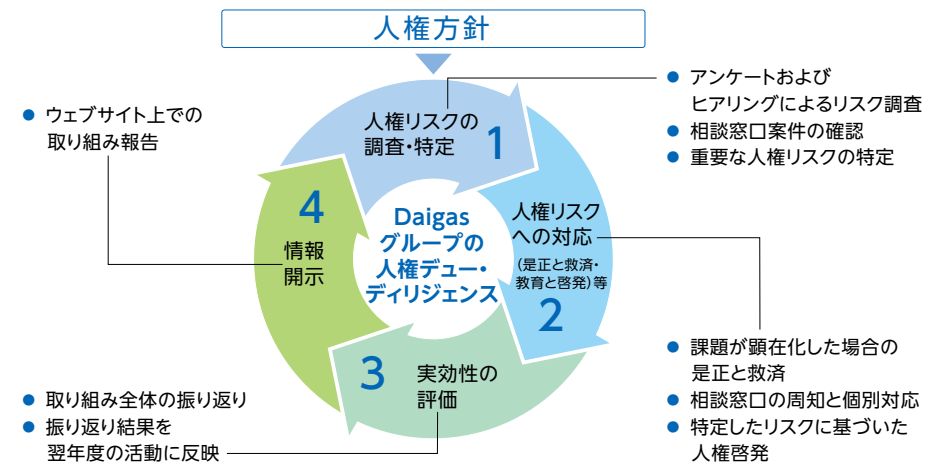 人権方針
人権リスクの
調査・特定
1
● アンケートおよび
ヒアリングによるリスク調査
● 相談窓口案件の確認
● 重要な人権リスクの特定
人権リスク
への対応
(是正と救済・
教育と啓発)等
2
● 課題が顕在化した場合の
是正と救済
● 相談窓口の周知と個別対応
● 特定したリスクに基づいた
人権啓発
3
実効性の
評価
● 取り組み全体の振り返り
● 振り返り結果を
翌年度の活動に反映
4
情報
開示
● ウェブサイト上での
取り組み報告
Daigas
グループの
人権デュー・
ディリジェンス